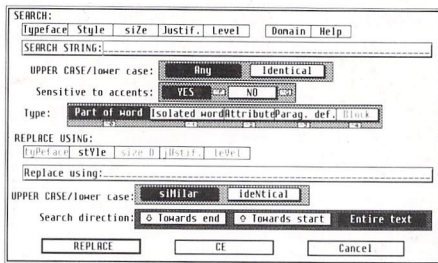 SEARCH:
Typeface Style siZe Justif. Level Domain Help
SEARCH STRING:
UPPER CASE/lower case: Any Identical
Sensitive to accents: YES NO
Type: Part of word Isolated word Attribute Parag. def. Block
REPLACE USING:
tyPeface stYle size 0 jUstif. leVel
Replace using:
UPPER CASE/lower case: siMilar ideNtical
Search direction: Towards end Towards start Entire text
REPLACE CE Cancel